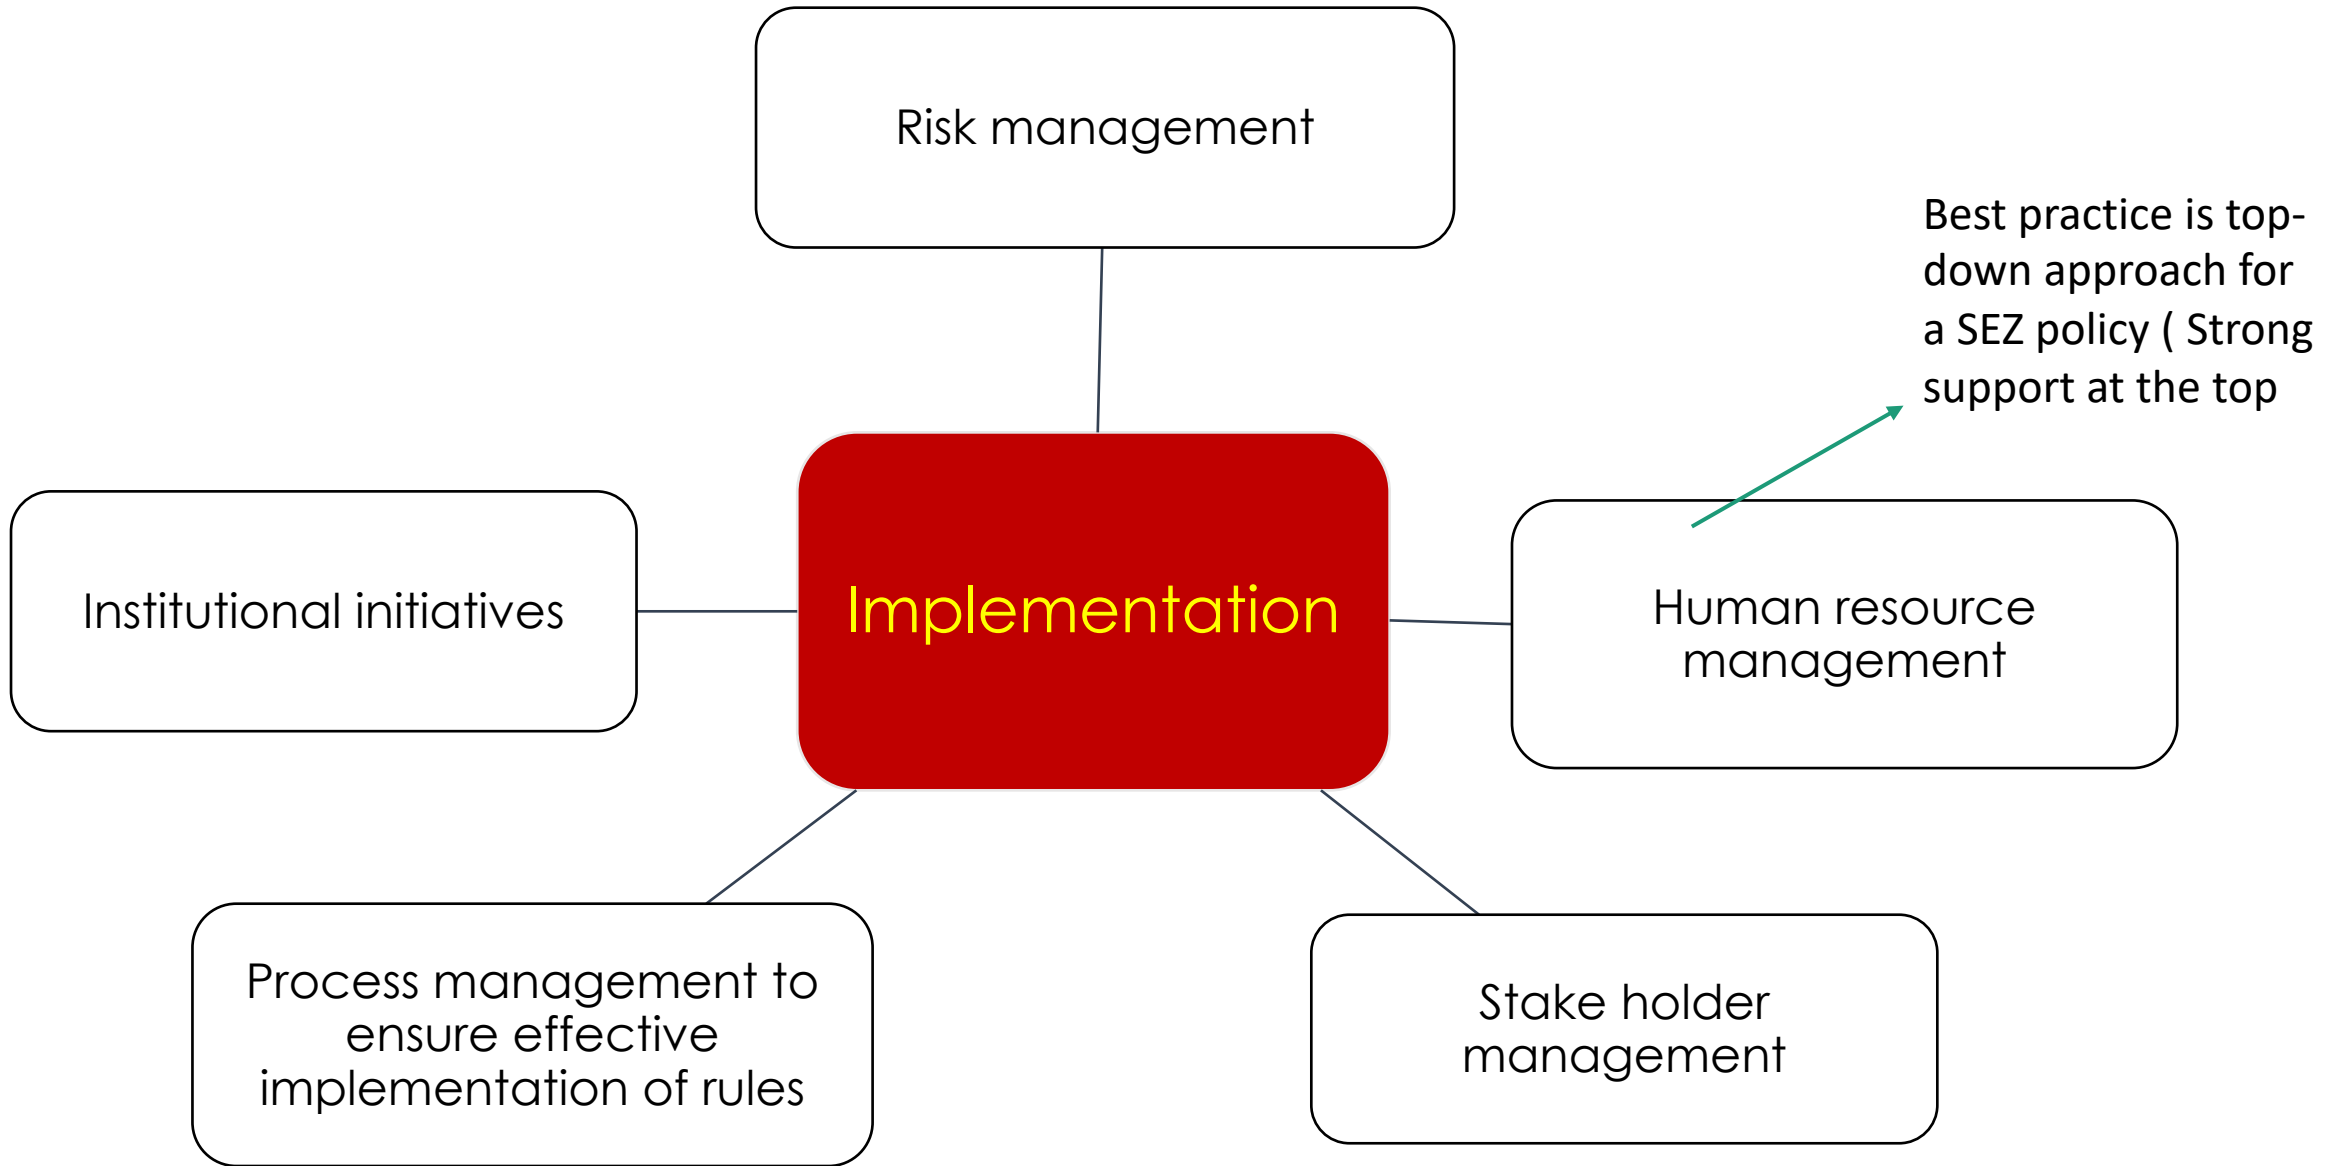 Risk management
Best practice is top-
down approach for
a SEZ policy ( Strong
support at the top
Institutional initiatives
Implementation
Human resource
management
Process management to
ensure effective
implementation of rules
Stake holder
management